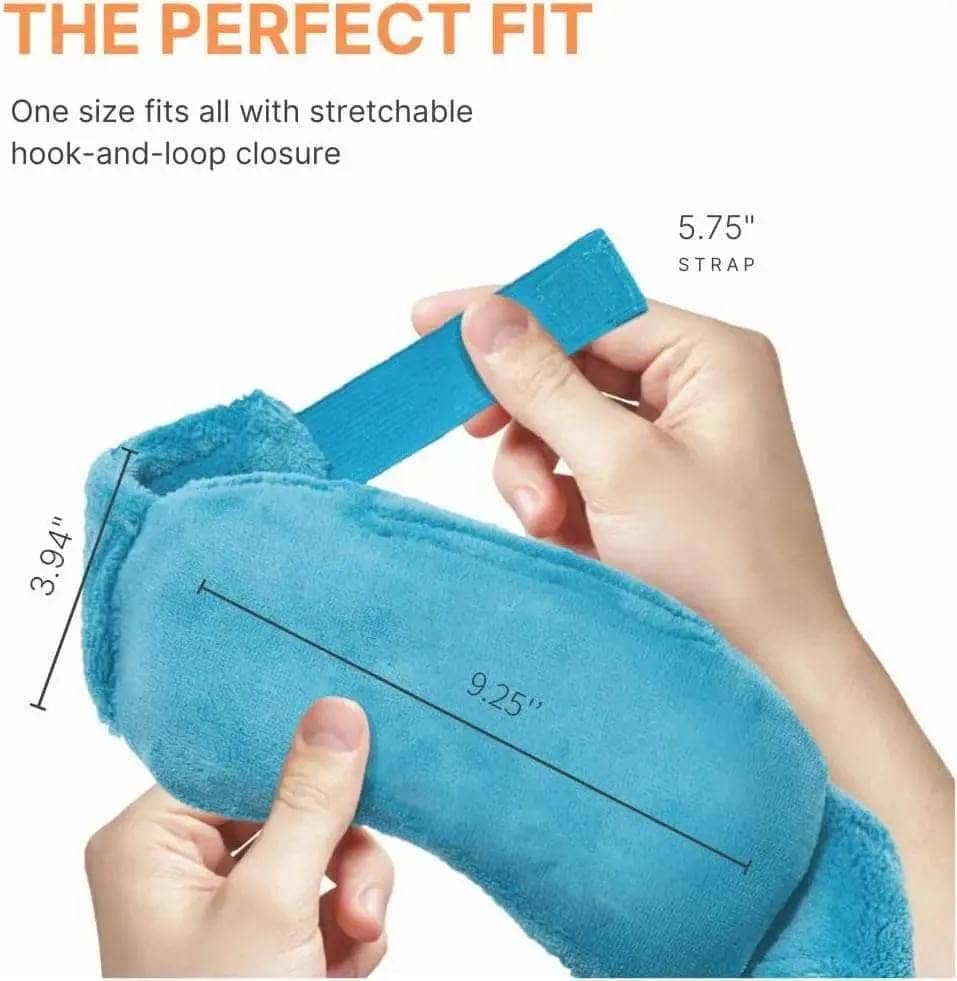 THE PERFECT FIT
One size fits all with stretchable
hook-and-loop closure
5.75"
STRAP
3.94"
9.25"